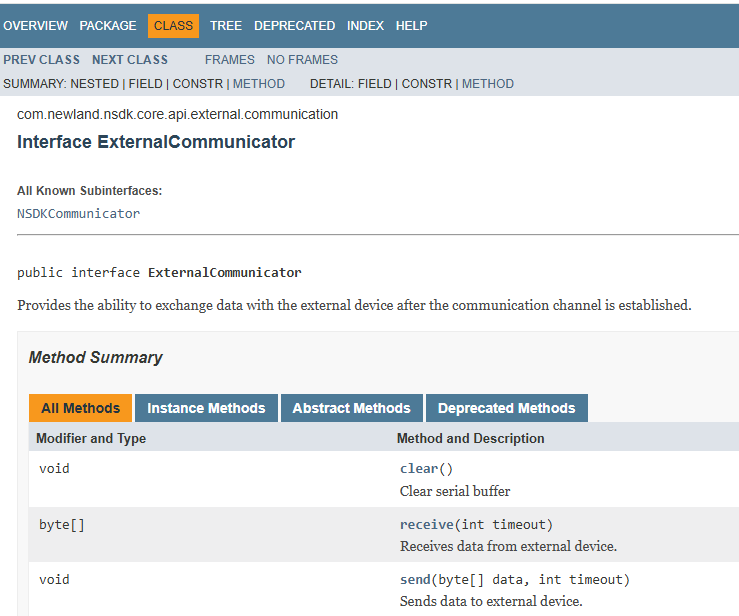 OVERVIEW PACKAGE CLASS TREE DEPRECATED INDEX HELP
PREV CLASS NEXT CLASS FRAMES NO FRAMES
SUMMARY: NESTED | FIELD | CONSTR | METHOD DETAIL: FIELD | CONSTR | METHOD
com.newland.nsdk.core.api.external.communication
Interface ExternalCommunicator
All Known Subinterfaces:
NSDKCommunicator
public interface ExternalCommunicator
Provides the ability to exchange data with the external device after the communication channel is established.
Method Summary
All Methods Instance Methods Abstract Methods Deprecated Methods
Modifier and Type Method and Description
void clear()
Clear serial buffer
byte[] receive(int timeout)
Receives data from external device.
void send(byte[] data, int timeout)
Sends data to external device.